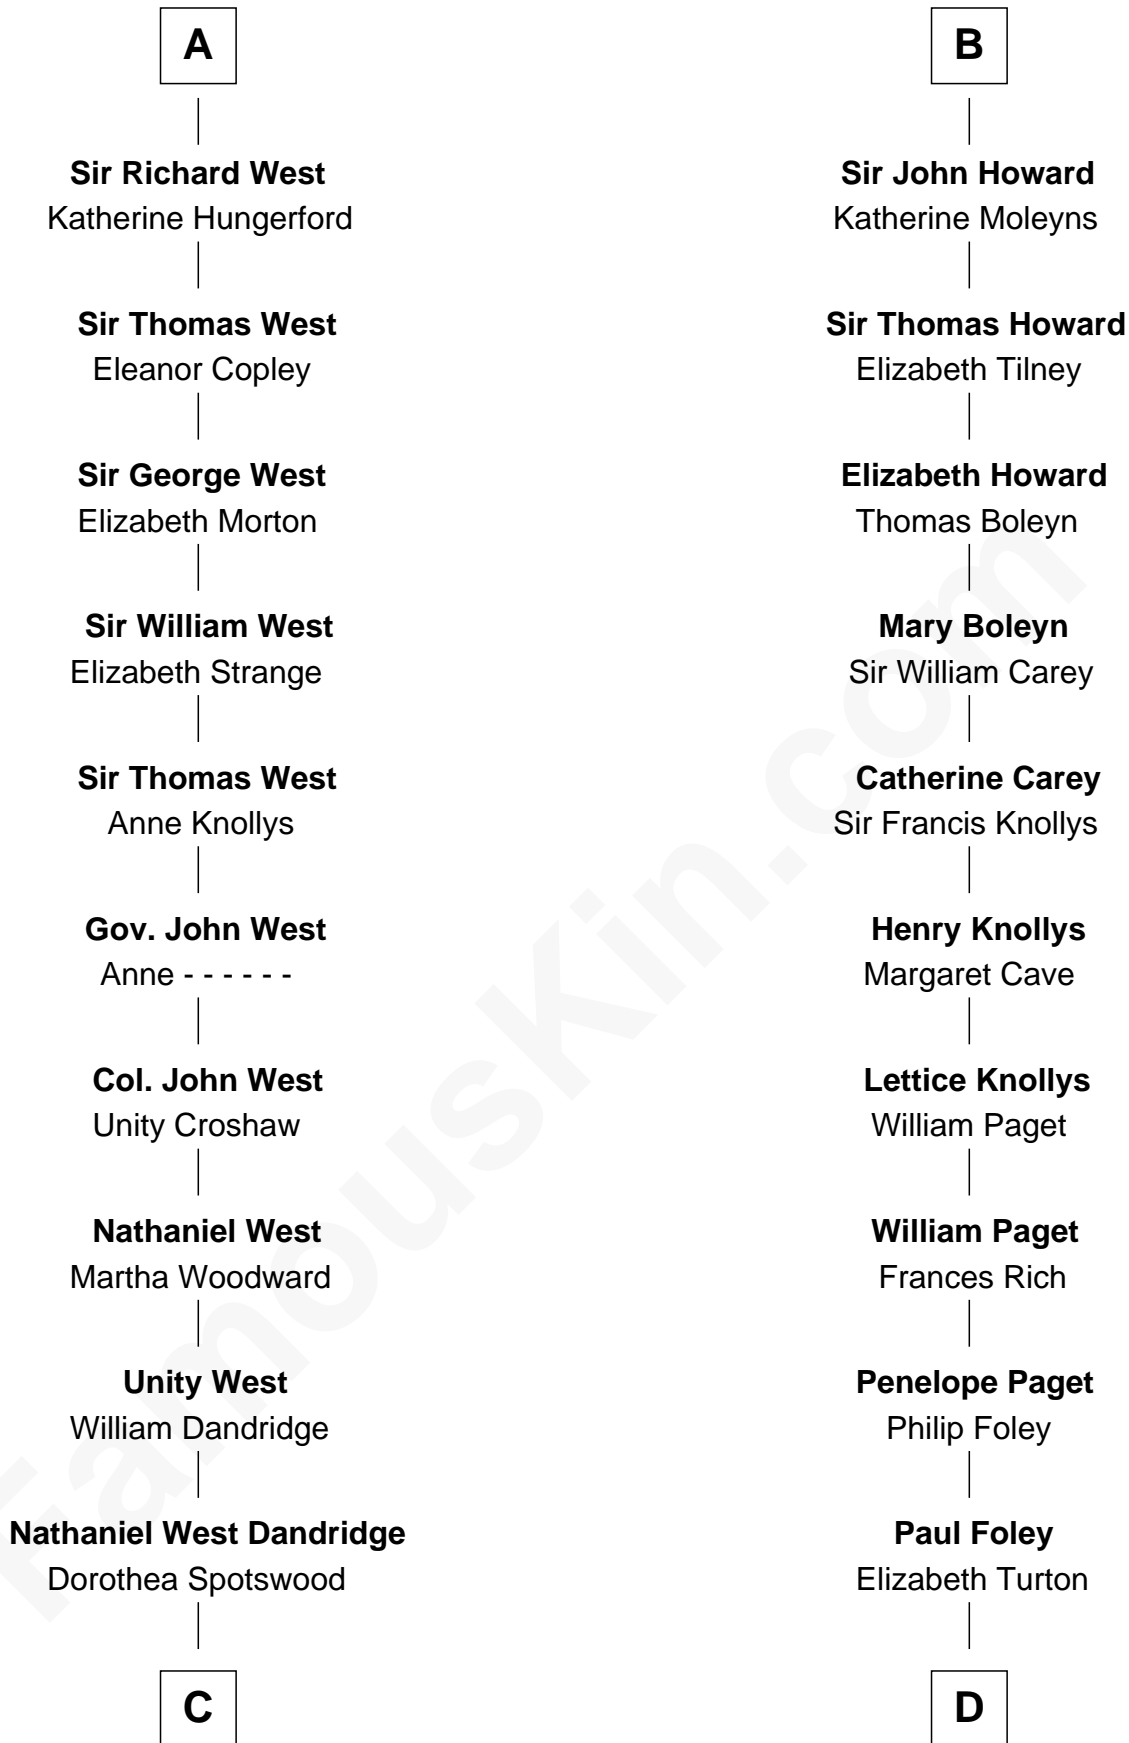 A
Sir Richard West
Katherine Hungerford
Sir Thomas West
Eleanor Copley
Sir George West
Elizabeth Morton
Sir William West
Elizabeth Strange
Sir Thomas West
Anne Knollys
Gov. John West
Anne - - - - - -
Col. John West
Unity Croshaw
Nathaniel West
Martha Woodward
Unity West
William Dandridge
Nathaniel West Dandridge
Dorothea Spotswood
C
B
Sir John Howard
Katherine Moleyns
Sir Thomas Howard
Elizabeth Tilney
Elizabeth Howard
Thomas Boleyn
Mary Boleyn
Sir William Carey
Catherine Carey
Sir Francis Knollys
Henry Knollys
Margaret Cave
Lettice Knollys
William Paget
William Paget
Frances Rich
Penelope Paget
Philip Foley
Paul Foley
Elizabeth Turton
D
FamousKin.com